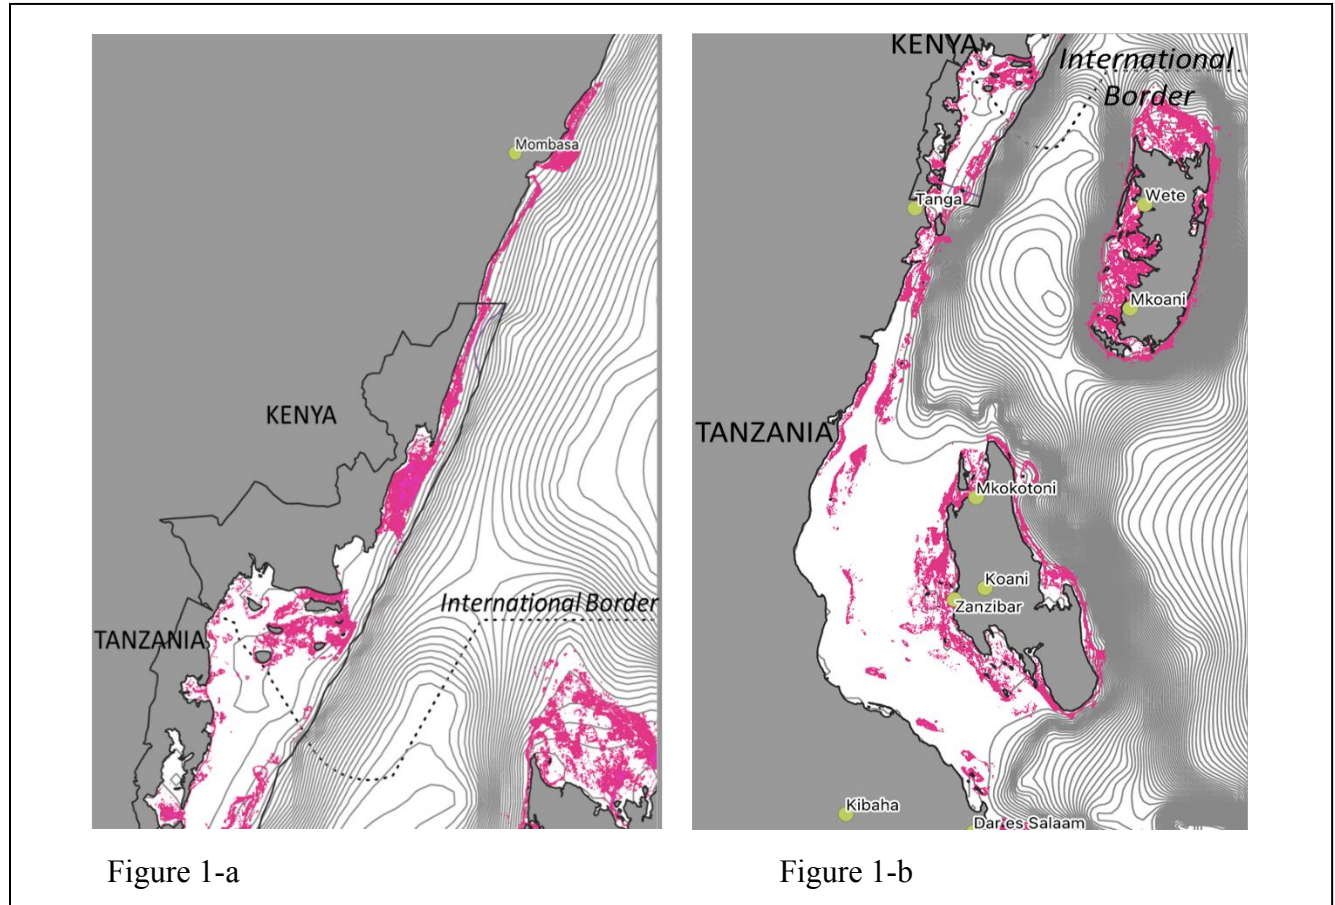 Mombasa
KENYA
International Border
TANZANIA
Figure 1-a
KENYA
International
Border
Wete
Tanga
Mkoani
TANZANIA
Mkokotoni
Koani
Zanzibar
Kibaha
Dar es Salaam
Figure 1-b